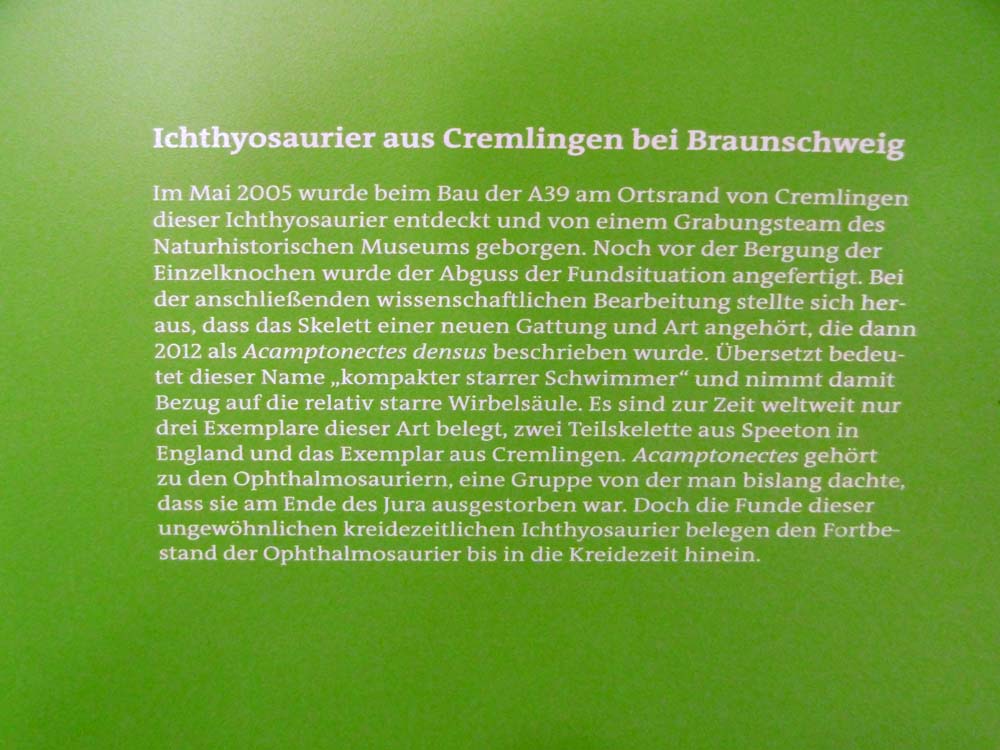 Ichthyosaurier aus Cremlingen bei Braunschweig
Im Mai 2005 wurde beim Bau der A39 am Ortsrand von Cremlingen
dieser Ichthyosaurier entdeckt und von einem Grabungsteam des
Naturhistorischen Museums geborgen. Noch vor der Bergung der
Einzelknochen wurde der Abguss der Fundsituation angefertigt. Bei
der anschließenden wissenschaftlichen Bearbeitung stellte sich her-
aus, dass das Skelett einer neuen Gattung und Art angehört, die dann
2012 als Acamptonectes densus beschrieben wurde. Übersetzt bedeu-
tet dieser Name „kompakter starrer Schwimmer“ und nimmt damit
Bezug auf die relativ starre Wirbelsäule. Es sind zur Zeit weltweit nur
drei Exemplare dieser Art belegt, zwei Teilskelette aus Speeton in
England und das Exemplar aus Cremlingen. Acamptonectes gehört
zu den Ophthalmosauriern, eine Gruppe von der man bislang dachte,
dass sie am Ende des Jura ausgestorben war. Doch die Funde dieser
ungewöhnlichen kreidezeitlichen Ichthyosaurier belegen den Fortbe-
stand der Ophthalmosaurier bis in die Kreidezeit hinein.